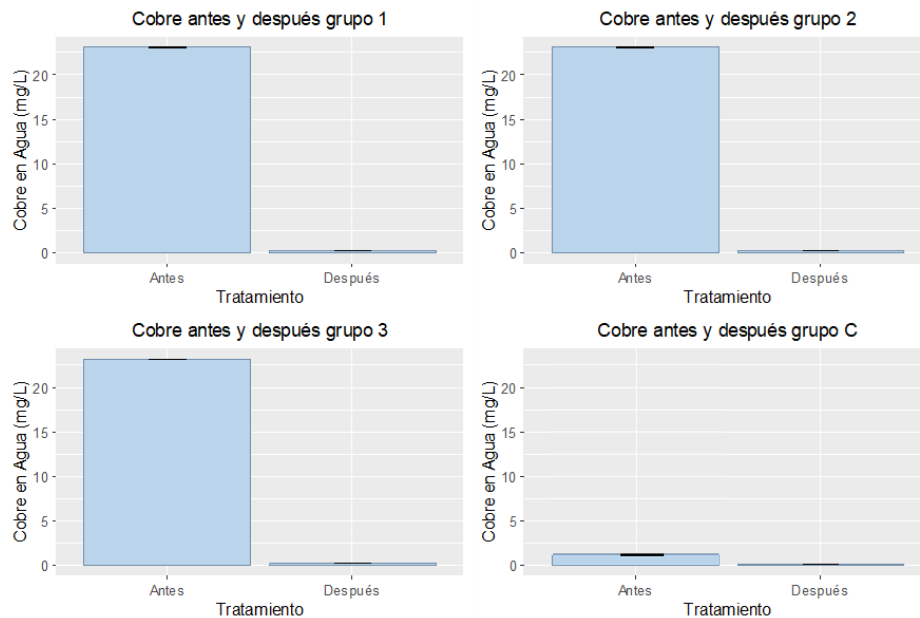 Cobre antes y después grupo 1
Cobre en Agua (mg/L)
20
15
10
5
0
Antes Después
Tratamiento
Cobre antes y después grupo 2
Cobre en Agua (mg/L)
20
15
10
5
0
Antes Después
Tratamiento
Cobre antes y después grupo 3
Cobre en Agua (mg/L)
20
15
10
5
0
Antes Después
Tratamiento
Cobre antes y después grupo C
Cobre en Agua (mg/L)
20
15
10
5
0
Antes Después
Tratamiento